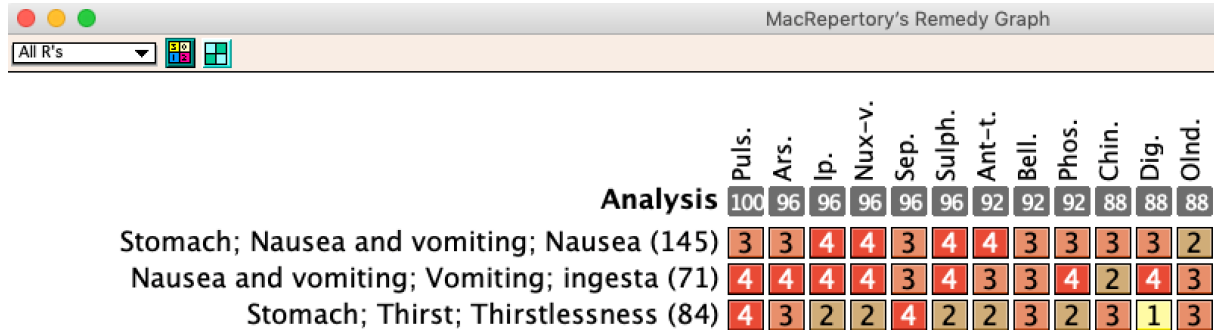 MacRepertory's Remedy Graph
All R's
Puls. Ars. Ip. Nux-v. Sep. Sulph. Ant-t. Bell. Phos. Chin. Dig. Olnd.
Analysis 100 96 96 96 96 96 92 92 92 88 88 88
Stomach; Nausea and vomiting; Nausea (145) 3 3 4 4 3 4 4 3 3 3 3 2
Nausea and vomiting; Vomiting; ingesta (71) 4 4 4 4 3 4 3 3 4 2 4 3
Stomach; Thirst; Thirstlessness (84) 4 3 2 2 4 2 2 3 2 3 1 3